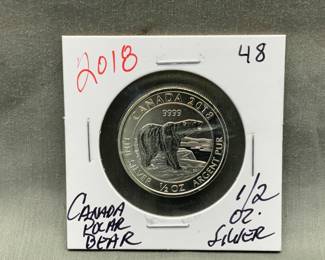 2018
48
CANADA 2018
9999
FINE SILVER ½ OZ ARGENT PUR
CANADA
POLAR
BEAR
1/2
OZ.
SILVER